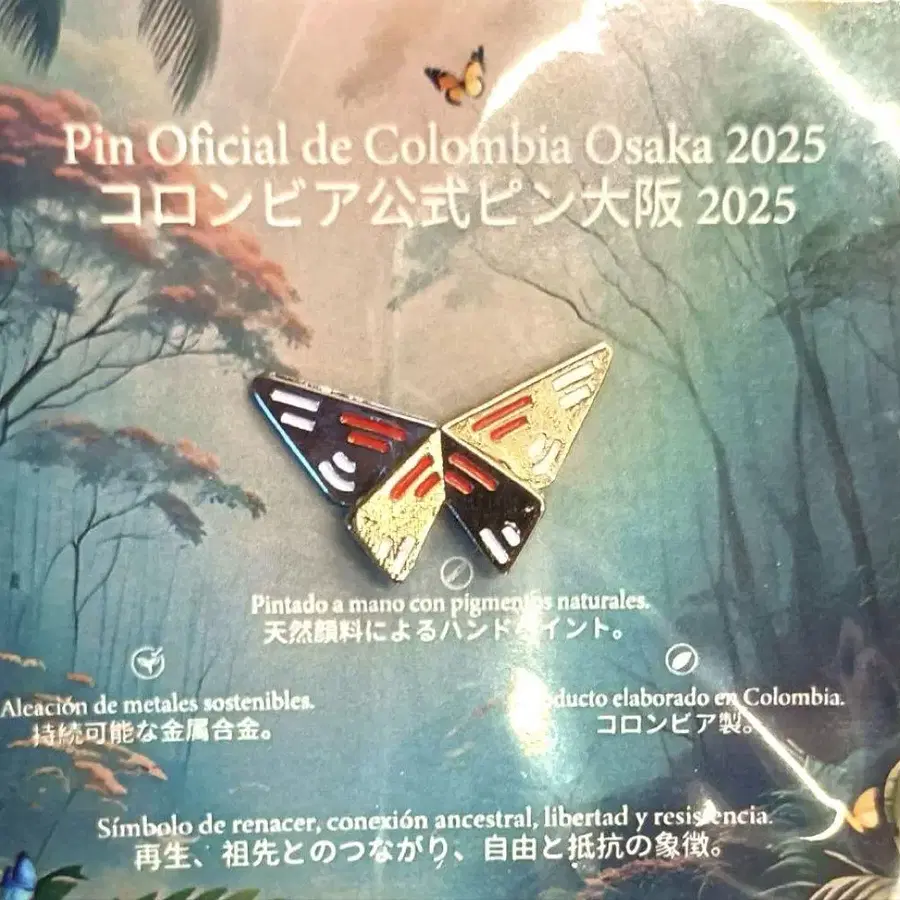 Pin Oficial de Colombia Osaka 2025
コロンビア公式ピン大阪 2025
Pintado a mano con pigmentos naturales.
天然顔料によるハンドペイント。
Aleación de metales sostenibles.
持続可能な金属合金。
ducto elaborado en Colombia.
コロンビア製。
Símbolo de renacer, conexión ancestral, libertad y resistencia.
再生、祖先とのつながり、自由と抵抗の象徴。